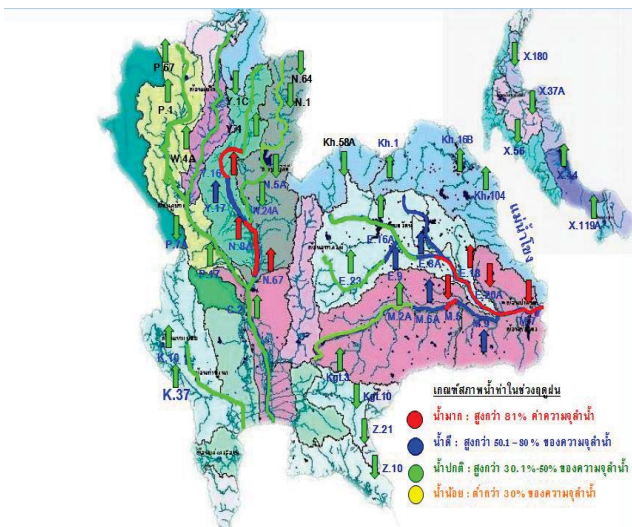 P.67
P.1
W.4A
Y.1C
N.64
N.1
N.5A
W.24A
Y.16
Y.17
N.8A
N.67
P.7A
P.17
C.2
K.10
K.37
Kh.58A
Kh.1
Kh.16B
Kh.104
แม่น้ำโขง
E.16A
E.9
E.8A
E.18
E.20A
E.23
M.2A
M.6A
M.5
M.9
M.7
Kgt.3
Kgt.10
Z.21
Z.10
X.180
X.37A
X.56
X.44
X.119A
เกณฑ์สภาพน้ำท่าในช่วงฤดูฝน
น้ำมาก : สูงกว่า 81% ค่าความจุลำน้ำ
น้ำดี : สูงกว่า 50.1 – 80 % ของความจุลำน้ำ
น้ำปกติ : สูงกว่า 30.1%-50% ของความจุลำน้ำ
น้ำน้อย : ต่ำกว่า 30% ของความจุลำน้ำ